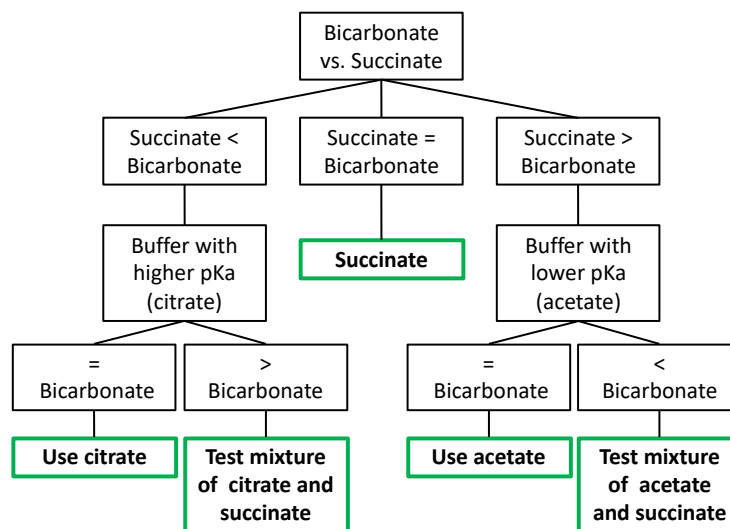 Bicarbonate
vs. Succinate
Succinate <
Bicarbonate
Succinate =
Bicarbonate
Succinate >
Bicarbonate
Buffer with
higher pKa
(citrate)
Succinate
Buffer with
lower pKa
(acetate)
=
Bicarbonate
>
Bicarbonate
=
Bicarbonate
<
Bicarbonate
Use citrate
Test mixture
of citrate and
succinate
Use acetate
Test mixture
of acetate
and succinate